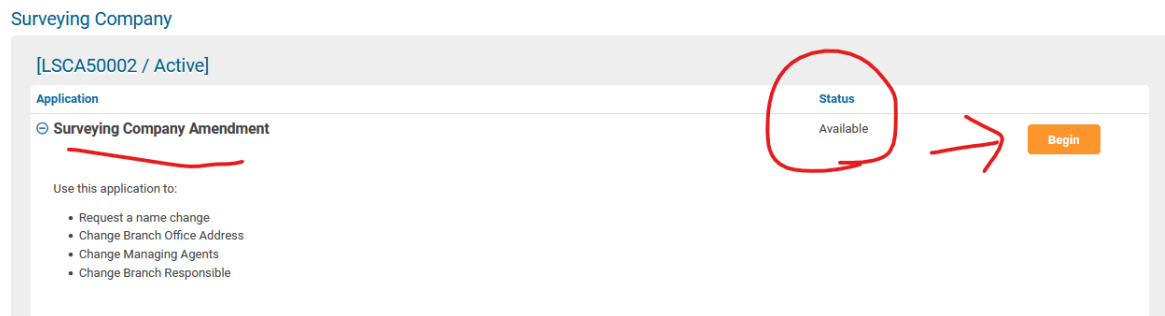 Surveying Company
[LSCA50002 / Active]
Application Status
Surveying Company Amendment Available Begin
Use this application to:
• Request a name change
• Change Branch Office Address
• Change Managing Agents
• Change Branch Responsible